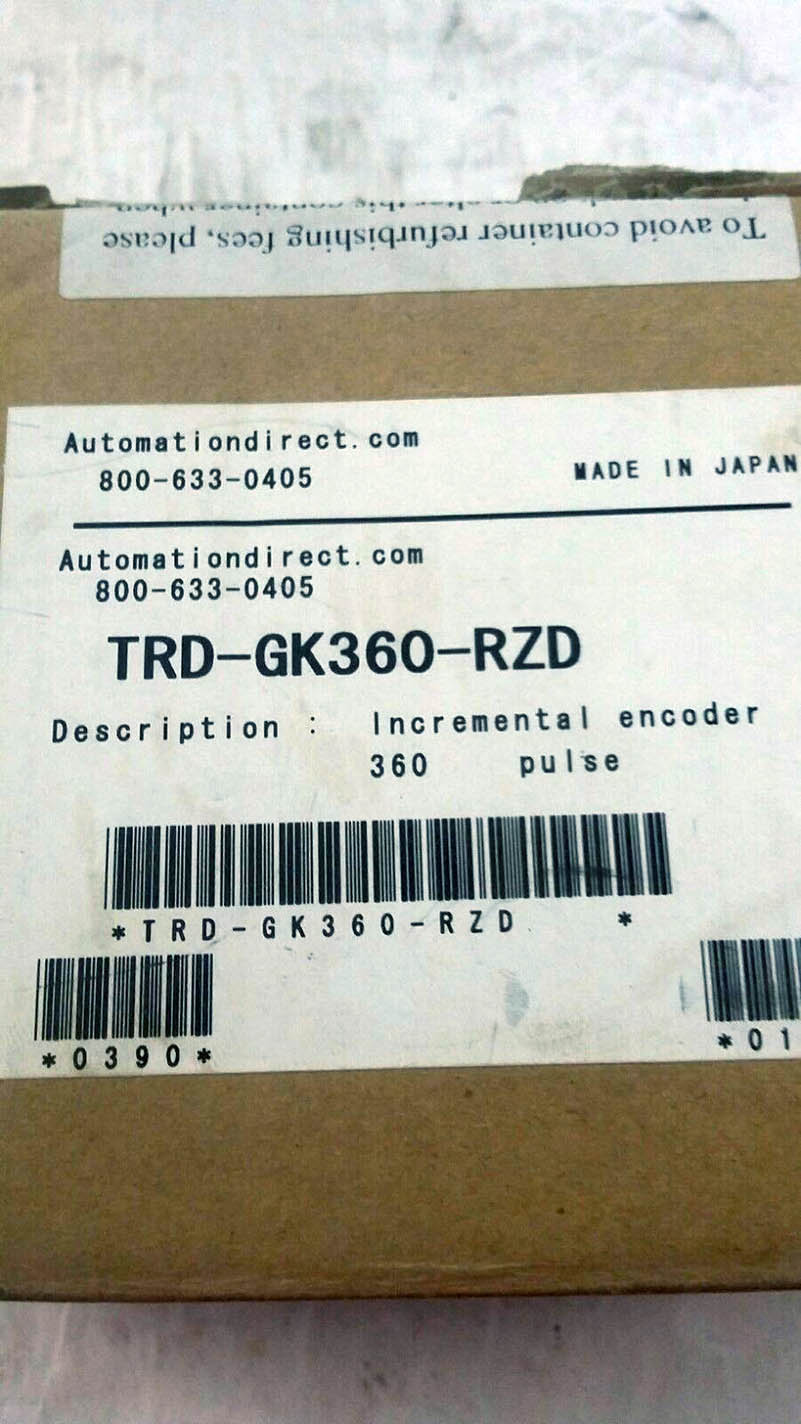 To avoid container refurbishing fees, please
Automationdirect.com
800-633-0405
MADE IN JAPAN
Automationdirect.com
800-633-0405
TRD-GK360-RZD
Description : Incremental encoder
360 pulse
*TRD-GK360-RZD *
*0390*
*01